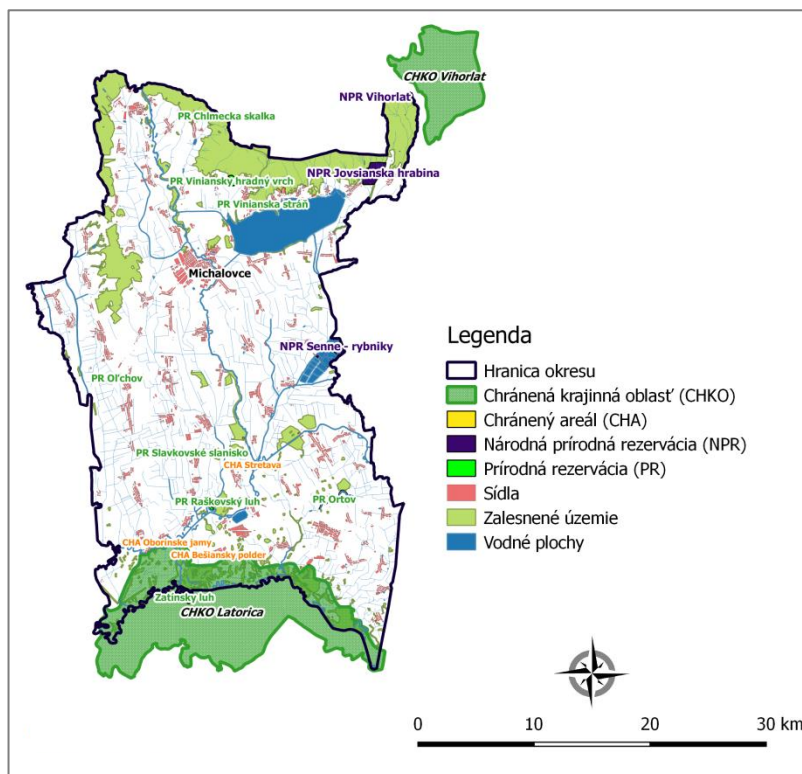 CHKO Vihorlat
NPR Vihorlat
PR Chlmecka skalka
NPR Jovsianska hrabina
PR Viniansky hradný vrch
PR Vinianska stráň
Michalovce
NPR Senne - rybniky
PR Oľchov
PR Slavkovské slanisko
CHA Stretava
PR Raškovský luh
PR Ortov
CHA Oborinske jamy
CHA Bešiansky polder
Zatínsky luh
CHKO Latorica
Legenda
Hranica okresu
Chránená krajinná oblasť (CHKO)
Chránený areál (CHA)
Národná prírodná rezervácia (NPR)
Prírodná rezervácia (PR)
Sídla
Zalesnené územie
Vodné plochy
0 10 20 30 km